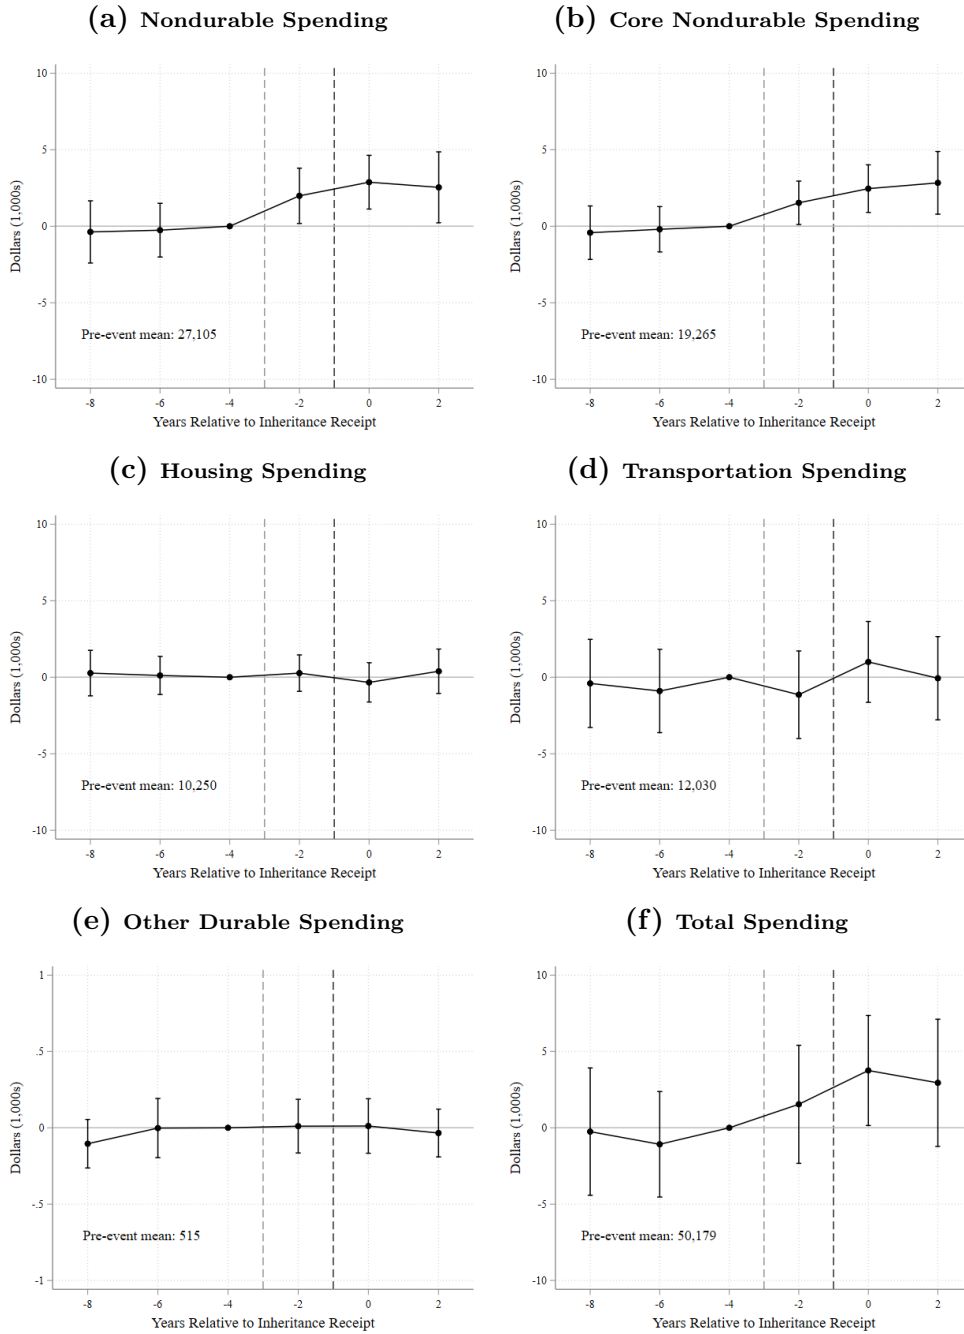 (a) Nondurable Spending
10
5
0
-5
-10
Dollars (1,000s)
Pre-event mean: 27,105
-8 -6 -4 -2 0 2
Years Relative to Inheritance Receipt
(b) Core Nondurable Spending
10
5
0
-5
-10
Dollars (1,000s)
Pre-event mean: 19,265
-8 -6 -4 -2 0 2
Years Relative to Inheritance Receipt
(c) Housing Spending
10
5
0
-5
-10
Dollars (1,000s)
Pre-event mean: 10,250
-8 -6 -4 -2 0 2
Years Relative to Inheritance Receipt
(d) Transportation Spending
10
5
0
-5
-10
Dollars (1,000s)
Pre-event mean: 12,030
-8 -6 -4 -2 0 2
Years Relative to Inheritance Receipt
(e) Other Durable Spending
1
.5
0
-.5
-1
Dollars (1,000s)
Pre-event mean: 515
-8 -6 -4 -2 0 2
Years Relative to Inheritance Receipt
(f) Total Spending
10
5
0
-5
-10
Dollars (1,000s)
Pre-event mean: 50,179
-8 -6 -4 -2 0 2
Years Relative to Inheritance Receipt